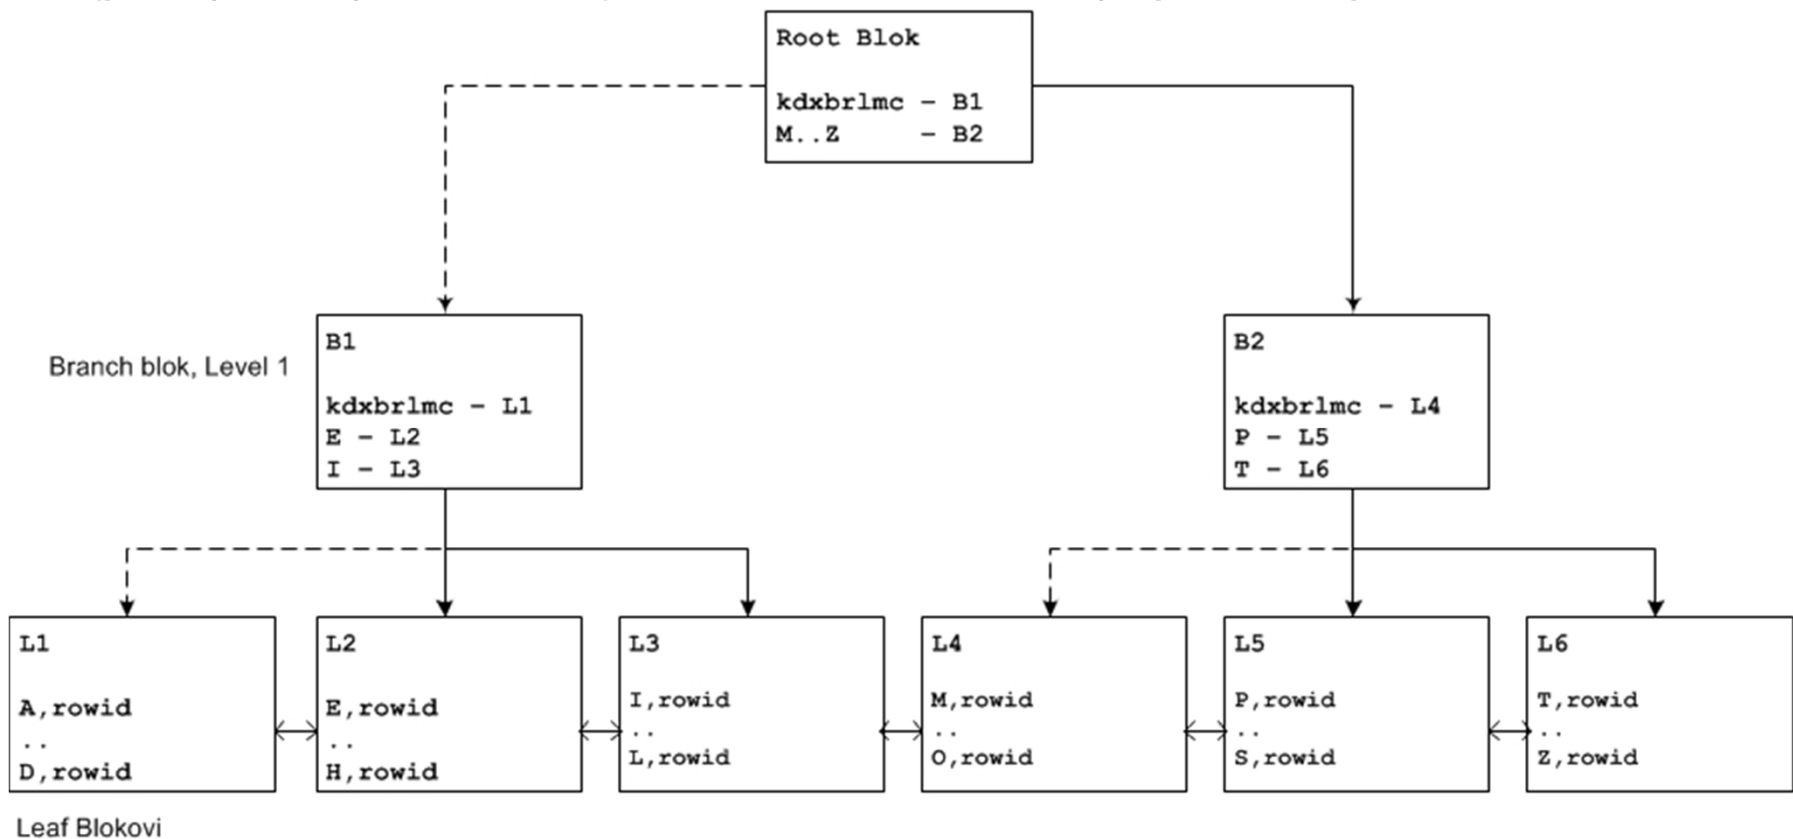 Root Blok
kdxbrlmc – B1
M..Z – B2
B1
kdxbrlmc – L1
E – L2
I – L3
Branch blok, Level 1
B2
kdxbrlmc – L4
P – L5
T – L6
L1
A,rowid
..
D,rowid
L2
E,rowid
..
H,rowid
L3
I,rowid
..
L,rowid
L4
M,rowid
..
O,rowid
L5
P,rowid
..
S,rowid
L6
T,rowid
..
Z,rowid
Leaf Blokovi